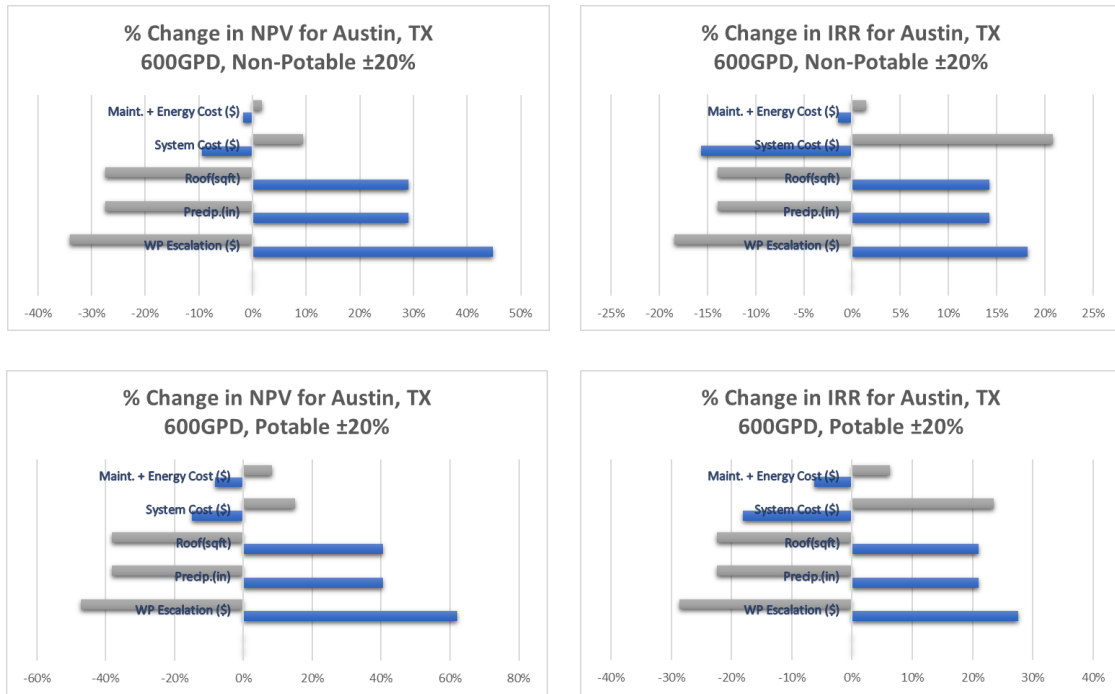 % Change in NPV for Austin, TX
600GPD, Non-Potable ±20%
Maint. + Energy Cost ($)
System Cost ($)
Roof(sqft)
Precip.(in)
WP Escalation ($)
-40% -30% -20% -10% 0% 10% 20% 30% 40% 50%
% Change in IRR for Austin, TX
600GPD, Non-Potable ±20%
Maint. + Energy Cost ($)
System Cost ($)
Roof(sqft)
Precip.(in)
WP Escalation ($)
-25% -20% -15% -10% -5% 0% 5% 10% 15% 20% 25%
% Change in NPV for Austin, TX
600GPD, Potable ±20%
Maint. + Energy Cost ($)
System Cost ($)
Roof(sqft)
Precip.(in)
WP Escalation ($)
-60% -40% -20% 0% 20% 40% 60% 80%
% Change in IRR for Austin, TX
600GPD, Potable ±20%
Maint. + Energy Cost ($)
System Cost ($)
Roof(sqft)
Precip.(in)
WP Escalation ($)
-40% -30% -20% -10% 0% 10% 20% 30% 40%